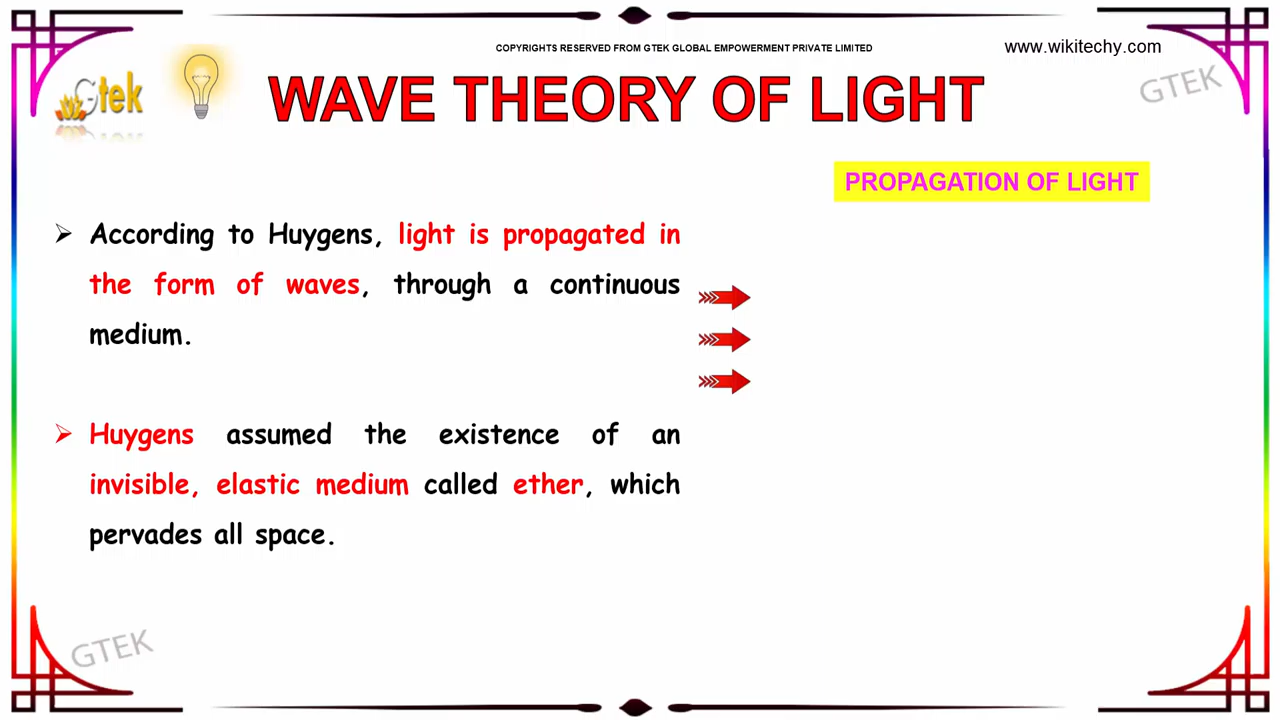 COPYRIGHTS RESERVED FROM GTEK GLOBAL EMPOWERMENT PRIVATE LIMITED
www.wikitechy.com
Gtek
WAVE THEORY OF LIGHT
GTEK
PROPAGATION OF LIGHT
According to Huygens, light is propagated in
the form of waves, through a continuous
medium.
Huygens assumed the existence of an
invisible, elastic medium called ether, which
pervades all space.
GTEK